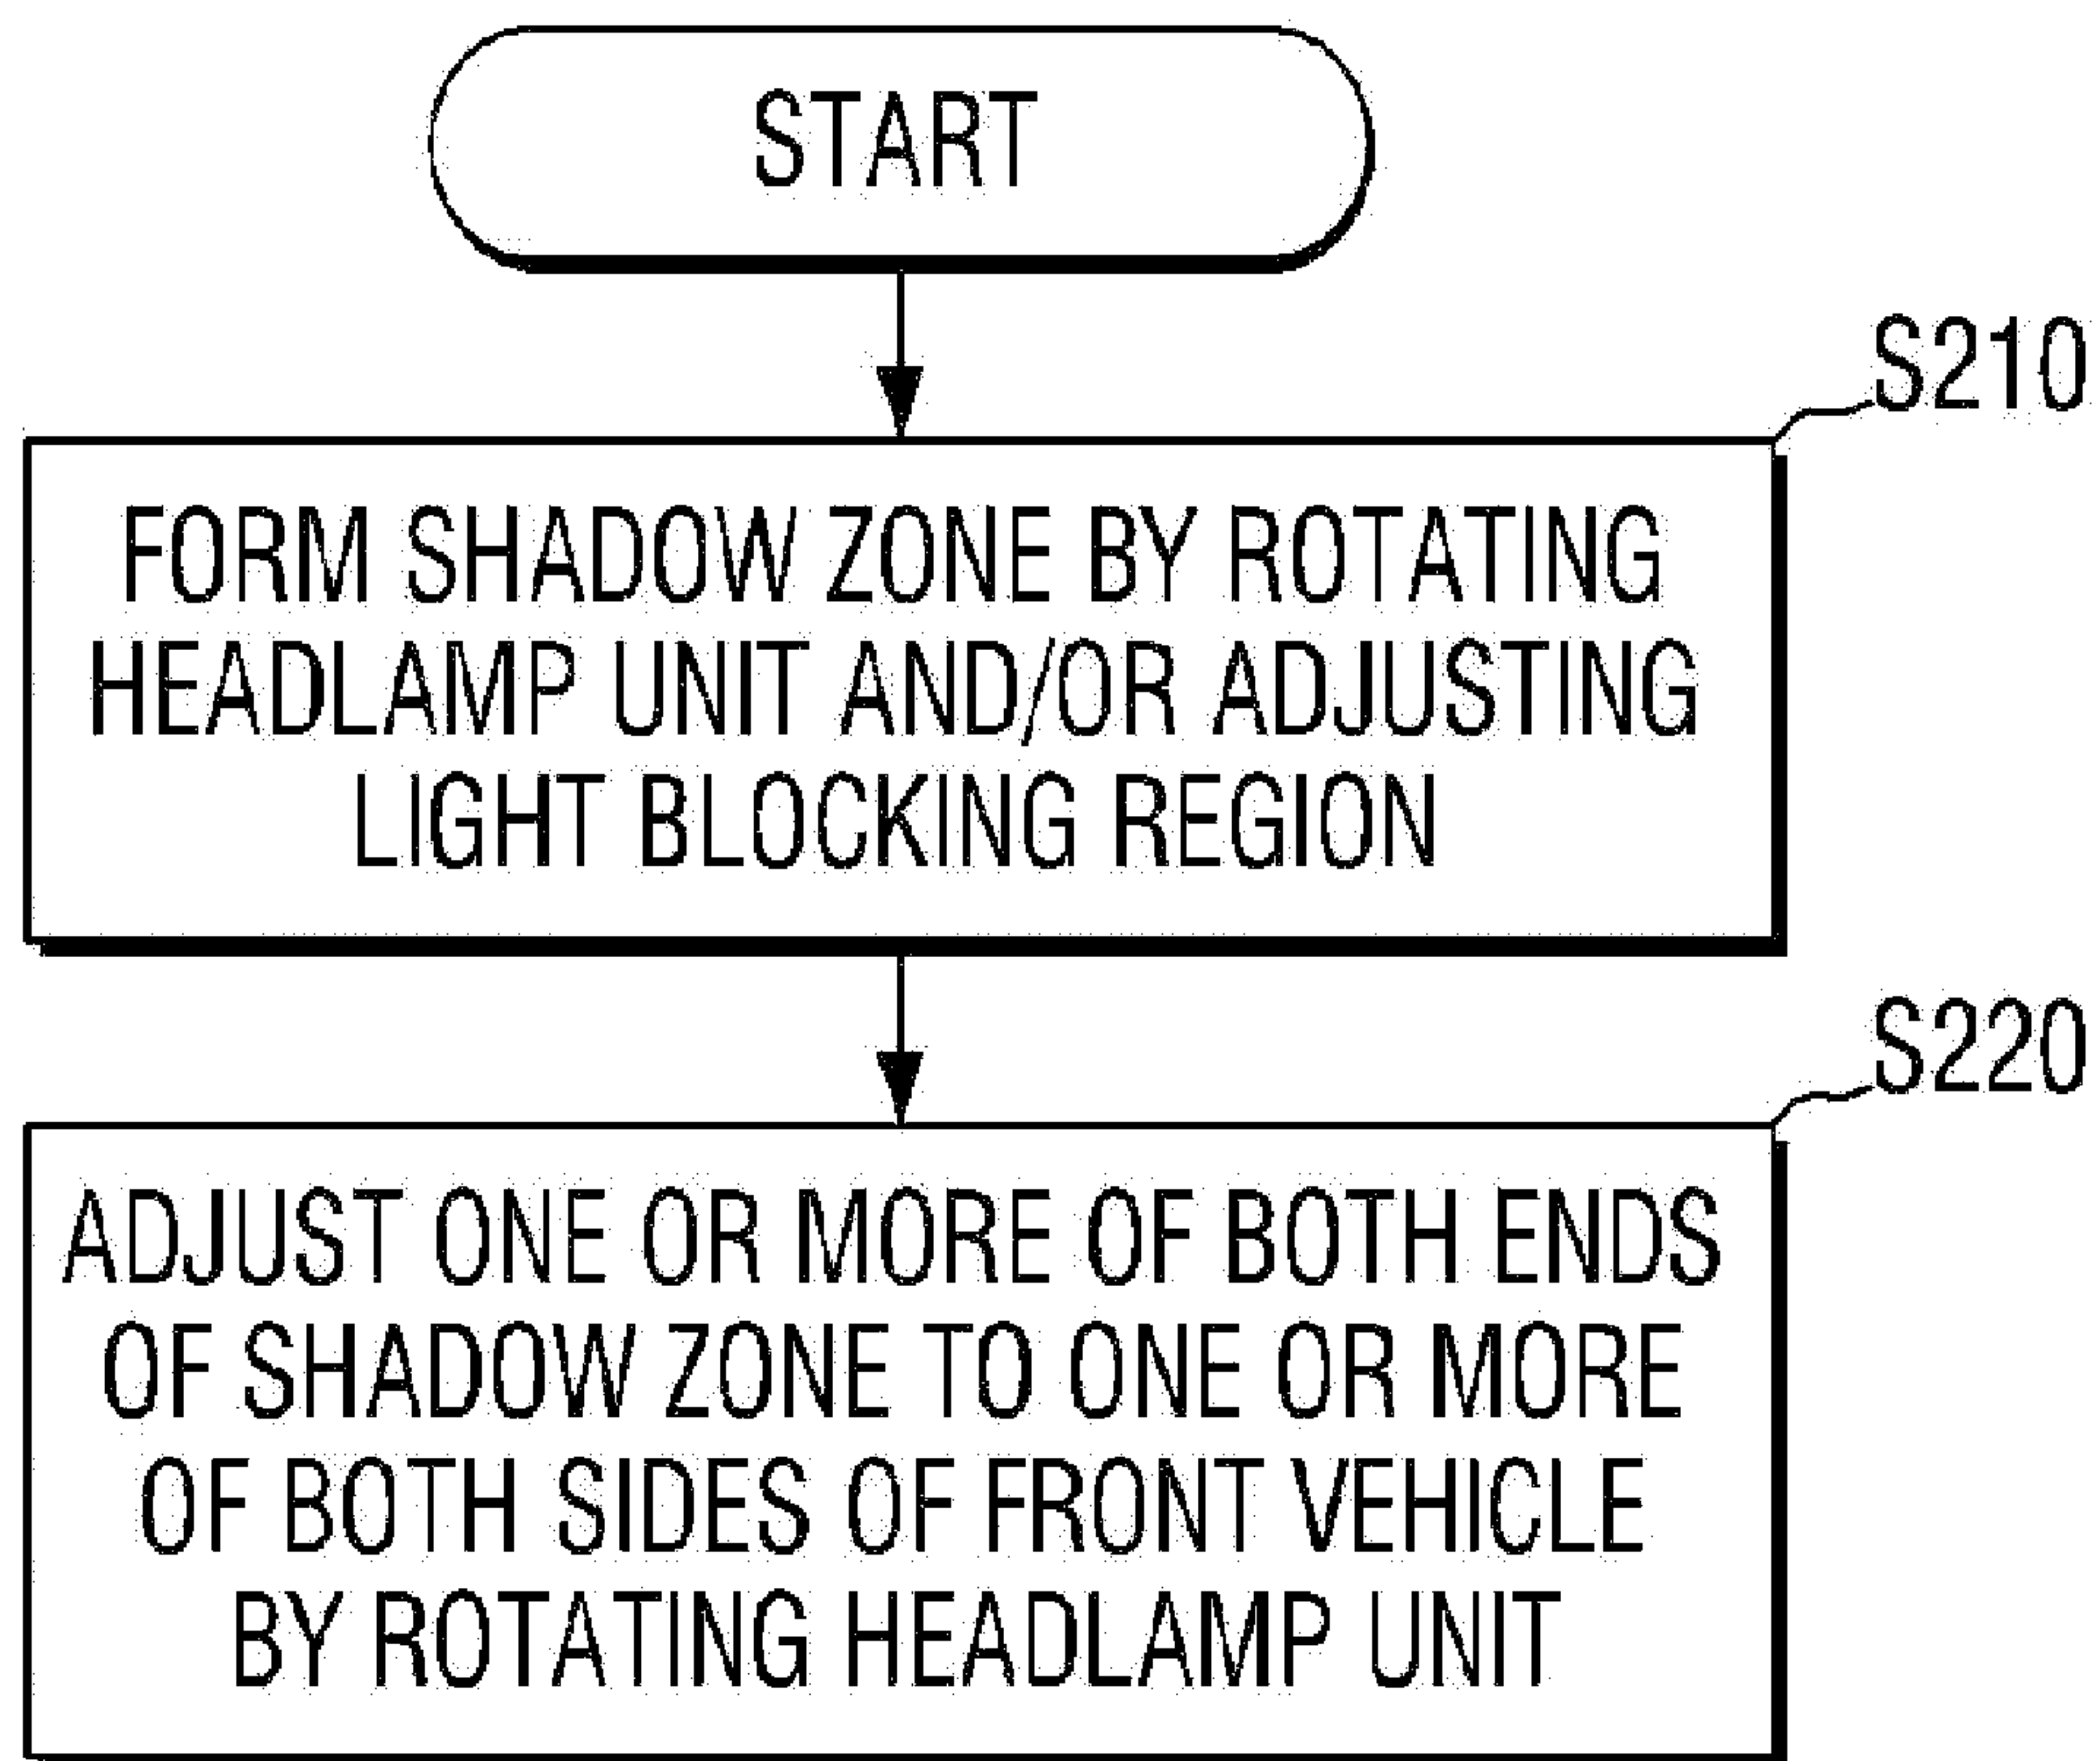 START
S210
FORM SHADOW ZONE BY ROTATING
HEADLAMP UNIT AND/OR ADJUSTING
LIGHT BLOCKING REGION
S220
ADJUST ONE OR MORE OF BOTH ENDS
OF SHADOW ZONE TO ONE OR MORE
OF BOTH SIDES OF FRONT VEHICLE
BY ROTATING HEADLAMP UNIT